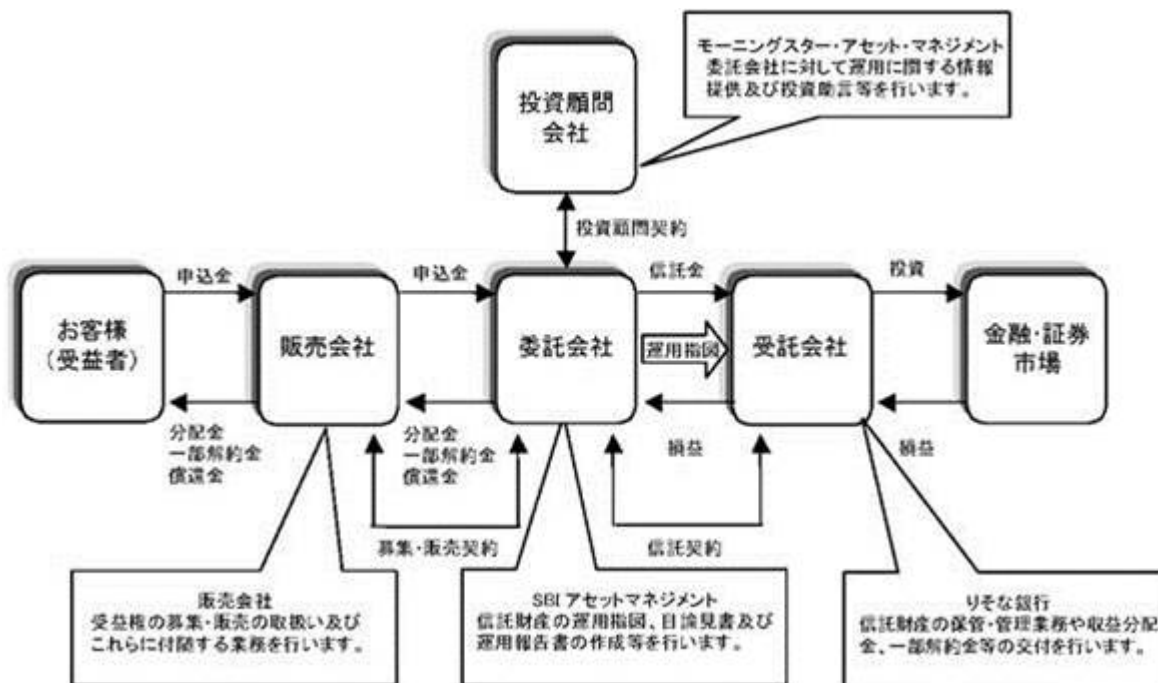 モーニングスター・アセット・マネジメント
委託会社に対して運用に関する情報
提供及び投資助言等を行います。
投資顧問
会社
投資顧問契約
申込金
申込金
信託金
投資
お客様
(受益者)
販売会社
委託会社
運用指図
受託会社
金融・証券
市場
分配金
一部解約金
償還金
分配金
一部解約金
償還金
損益
損益
募集・販売契約
信託契約
販売会社
受益権の募集・販売の取扱い及び
これらに付随する業務を行います。
SBI アセットマネジメント
信託財産の運用指図、目論見書及び
運用報告書の作成等を行います。
りそな銀行
信託財産の保管・管理業務や収益分配
金、一部解約金等の交付を行います。